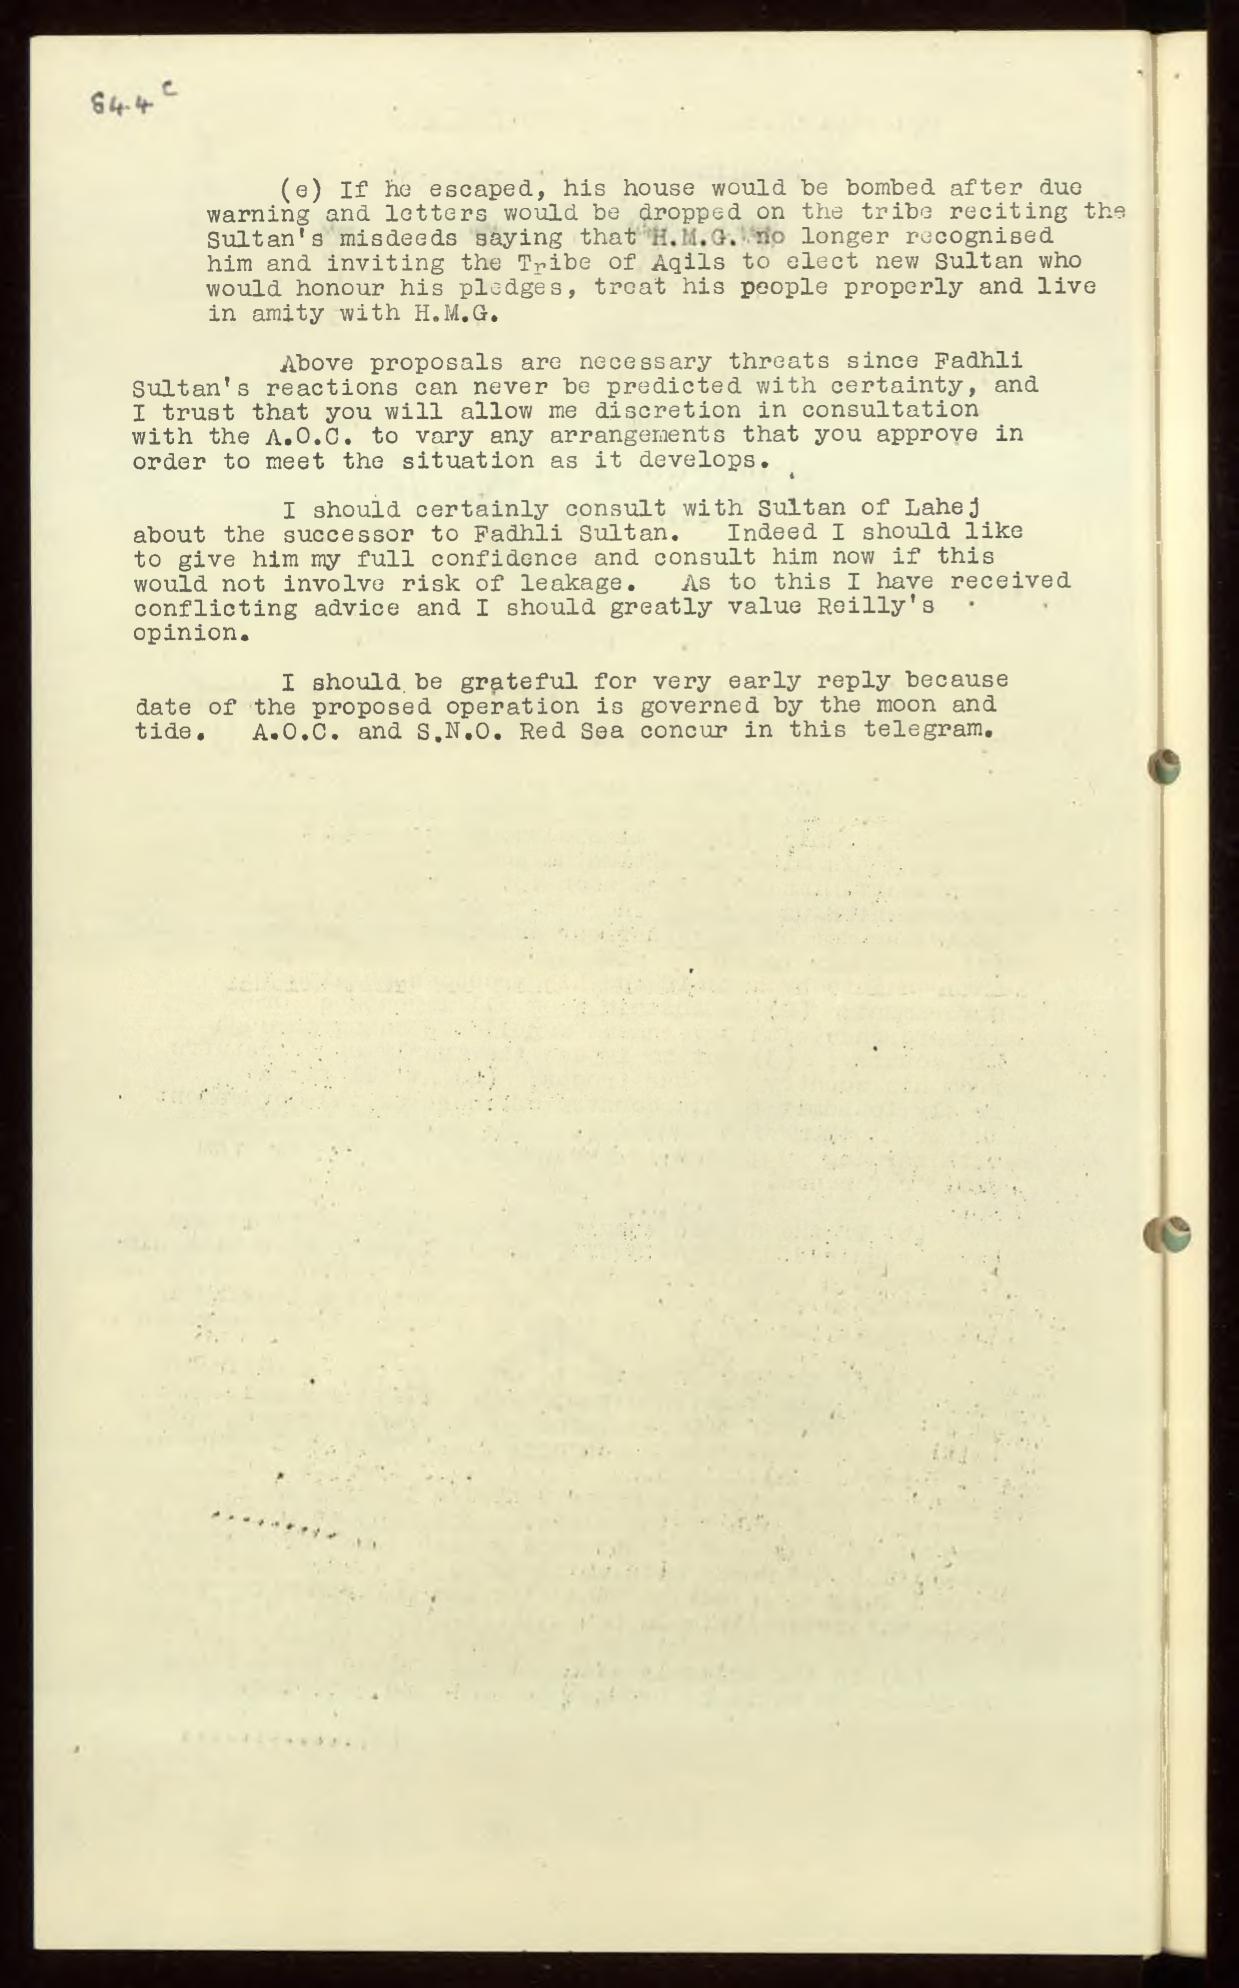 844 c
(e) If he escaped, his house would be bombed after due
warning and letters would be dropped on the tribe reciting the
Sultan's misdeeds saying that H.M.G. no longer recognised
him and inviting the Tribe of Aqils to elect new Sultan who
would honour his pledges, treat his people properly and live
in amity with H.M.G.
Above proposals are necessary threats since Fadhli
Sultan's reactions can never be predicted with certainty, and
I trust that you will allow me discretion in consultation
with the A.O.C. to vary any arrangements that you approve in
order to meet the situation as it develops.
I should certainly consult with Sultan of Lahej
about the successor to Fadhli Sultan. Indeed I should like
to give him my full confidence and consult him now if this
would not involve risk of leakage. As to this I have received
conflicting advice and I should greatly value Reilly's
opinion.
I should be grateful for very early reply because
date of the proposed operation is governed by the moon and
tide. A.O.C. and S.N.O. Red Sea concur in this telegram.